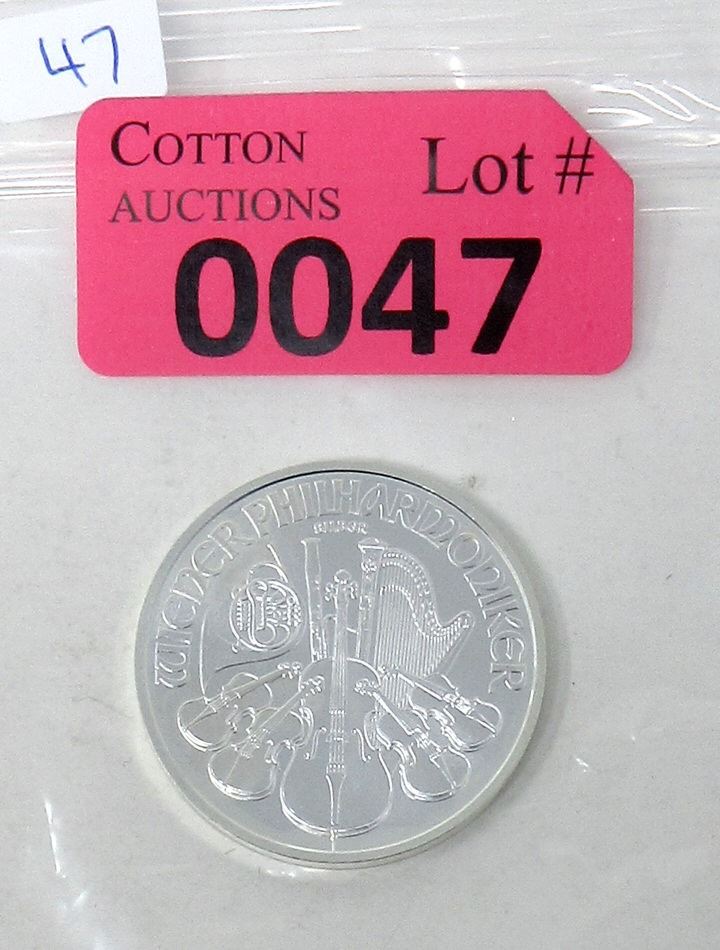 47
COTTON
AUCTIONS
Lot #
0047
WIENER PHILHARMONIKER
SILBER